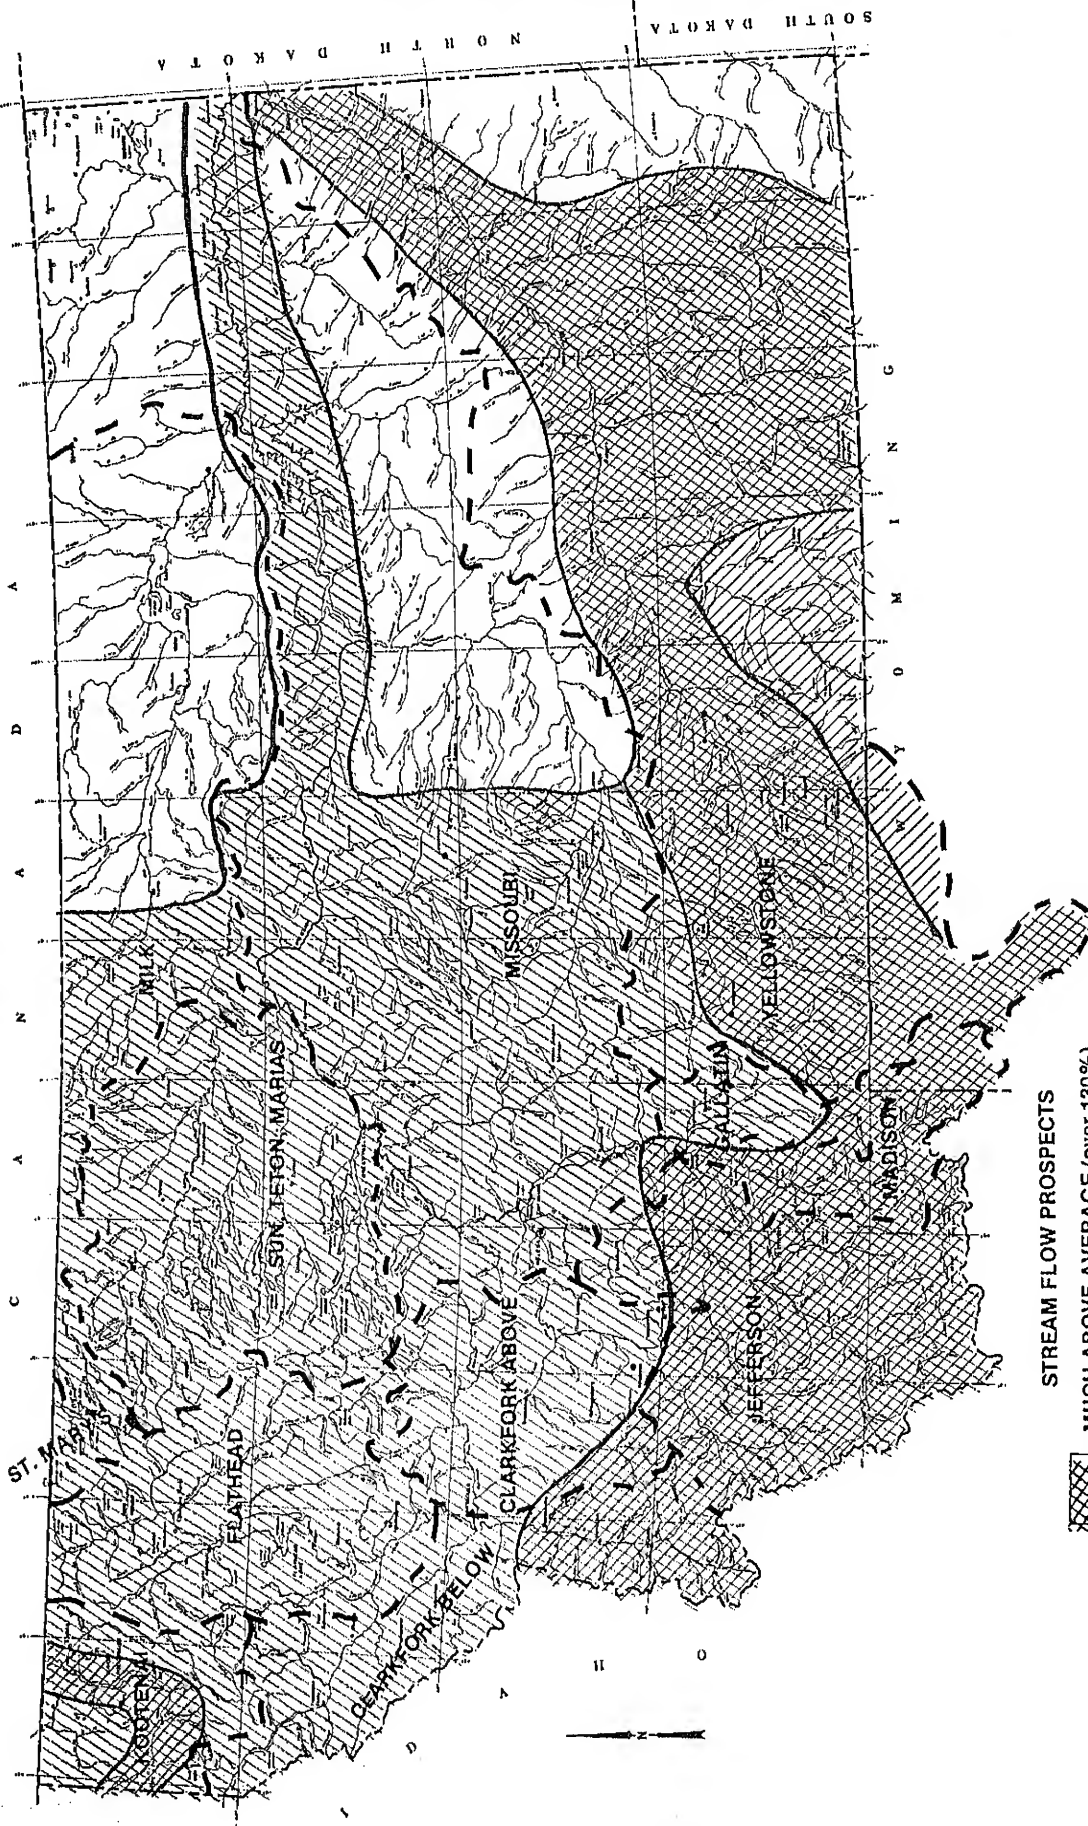 CANADA
NORTH DAKOTA
SOUTH DAKOTA
WYOMING
IDAHO
ST. MARY'S
KOOTENAI
FLATHEAD
MILK
SUN-TETON-MARIAS
MISSOURI
CLARKFORK ABOVE
CLARKFORK BELOW
GALLATIN
YELLOWSTONE
JEFFERSON
MADISON
N
STREAM FLOW PROSPECTS
MUCH ABOVE AVERAGE (over 130%)